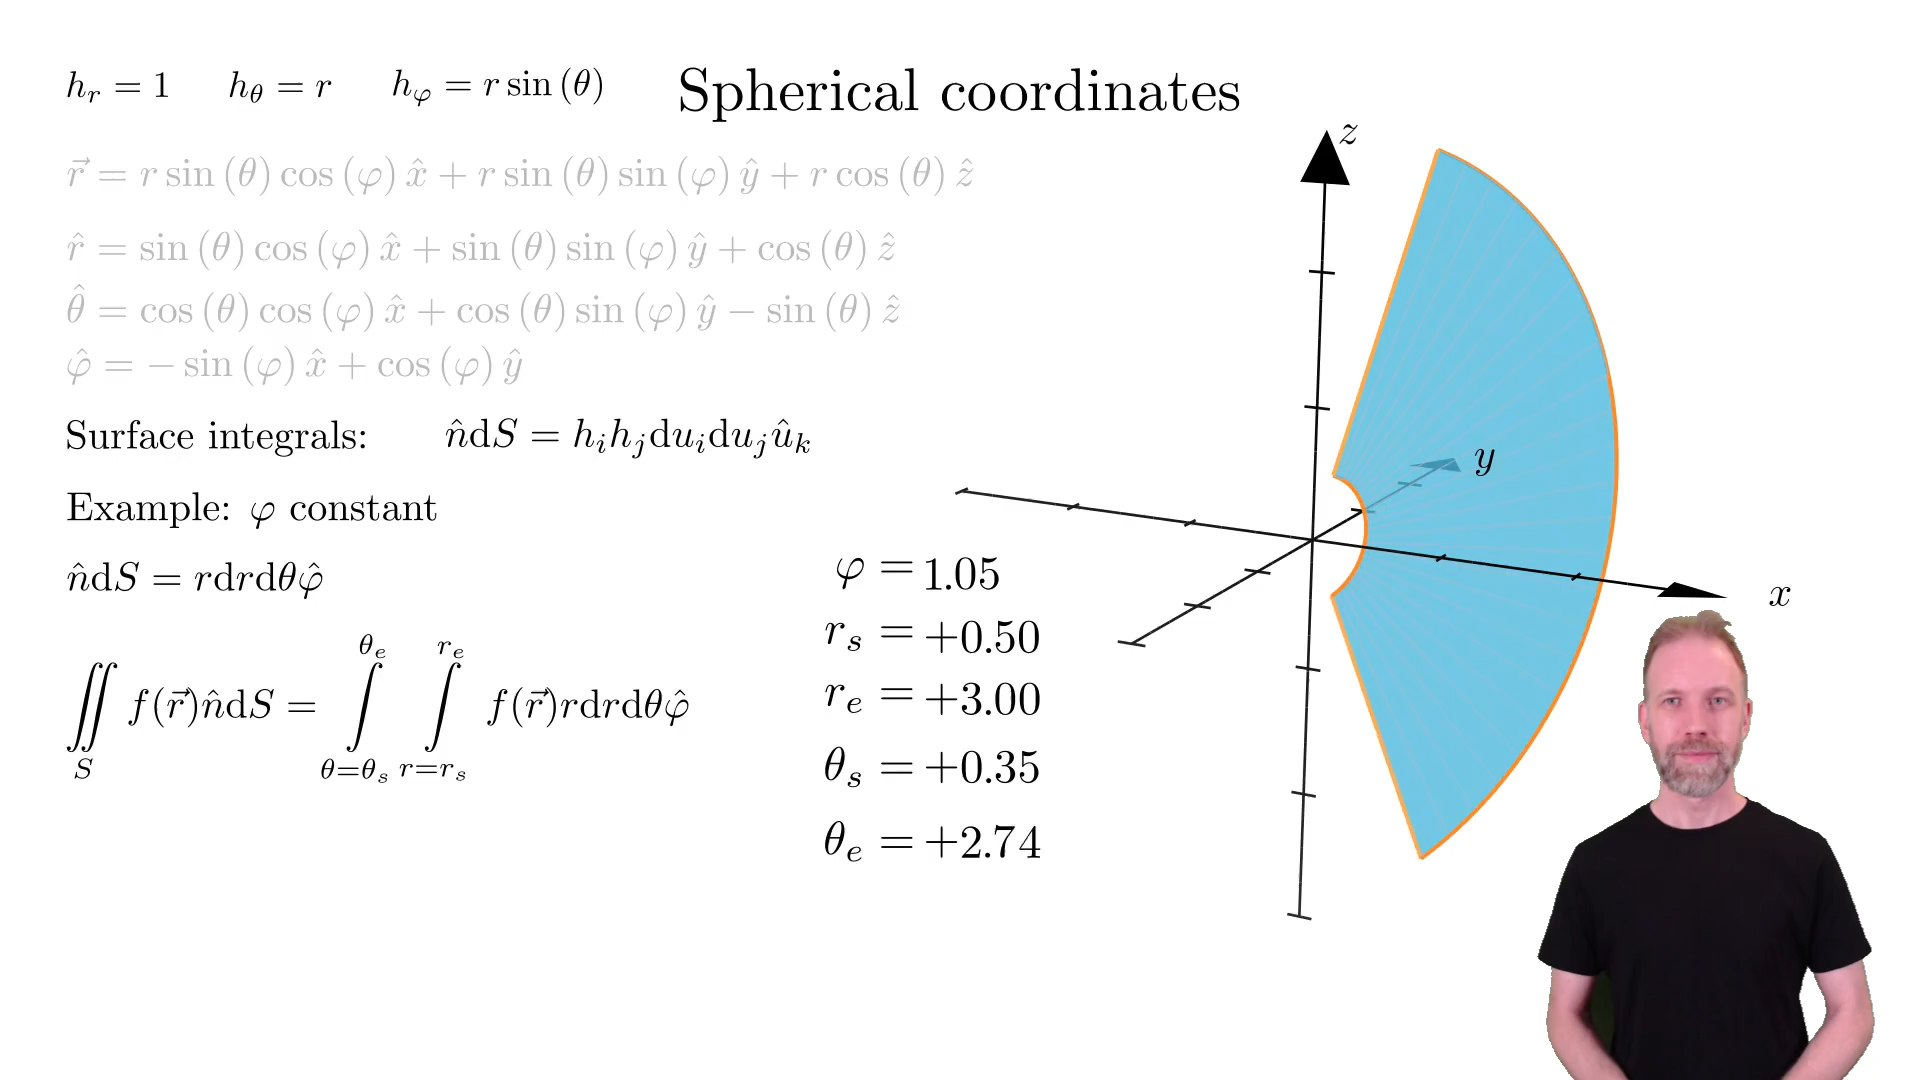 Spherical coordinates
h_r = 1 h_θ = r h_φ = r sin (θ)
r⃗ = r sin (θ) cos (φ) x̂ + r sin (θ) sin (φ) ŷ + r cos (θ) ẑ
r̂ = sin (θ) cos (φ) x̂ + sin (θ) sin (φ) ŷ + cos (θ) ẑ
θ̂ = cos (θ) cos (φ) x̂ + cos (θ) sin (φ) ŷ − sin (θ) ẑ
φ̂ = − sin (φ) x̂ + cos (φ) ŷ
Surface integrals: n̂dS = h_i h_j du_i du_j û_k
Example: φ constant
n̂dS = rdrdθφ̂
∬_S f(r⃗)n̂dS = ∫_{θ=θ_s}^{θ_e} ∫_{r=r_s}^{r_e} f(r⃗)rdrdθφ̂
φ = 1.05
r_s = +0.50
r_e = +3.00
θ_s = +0.35
θ_e = +2.74
z
y
x